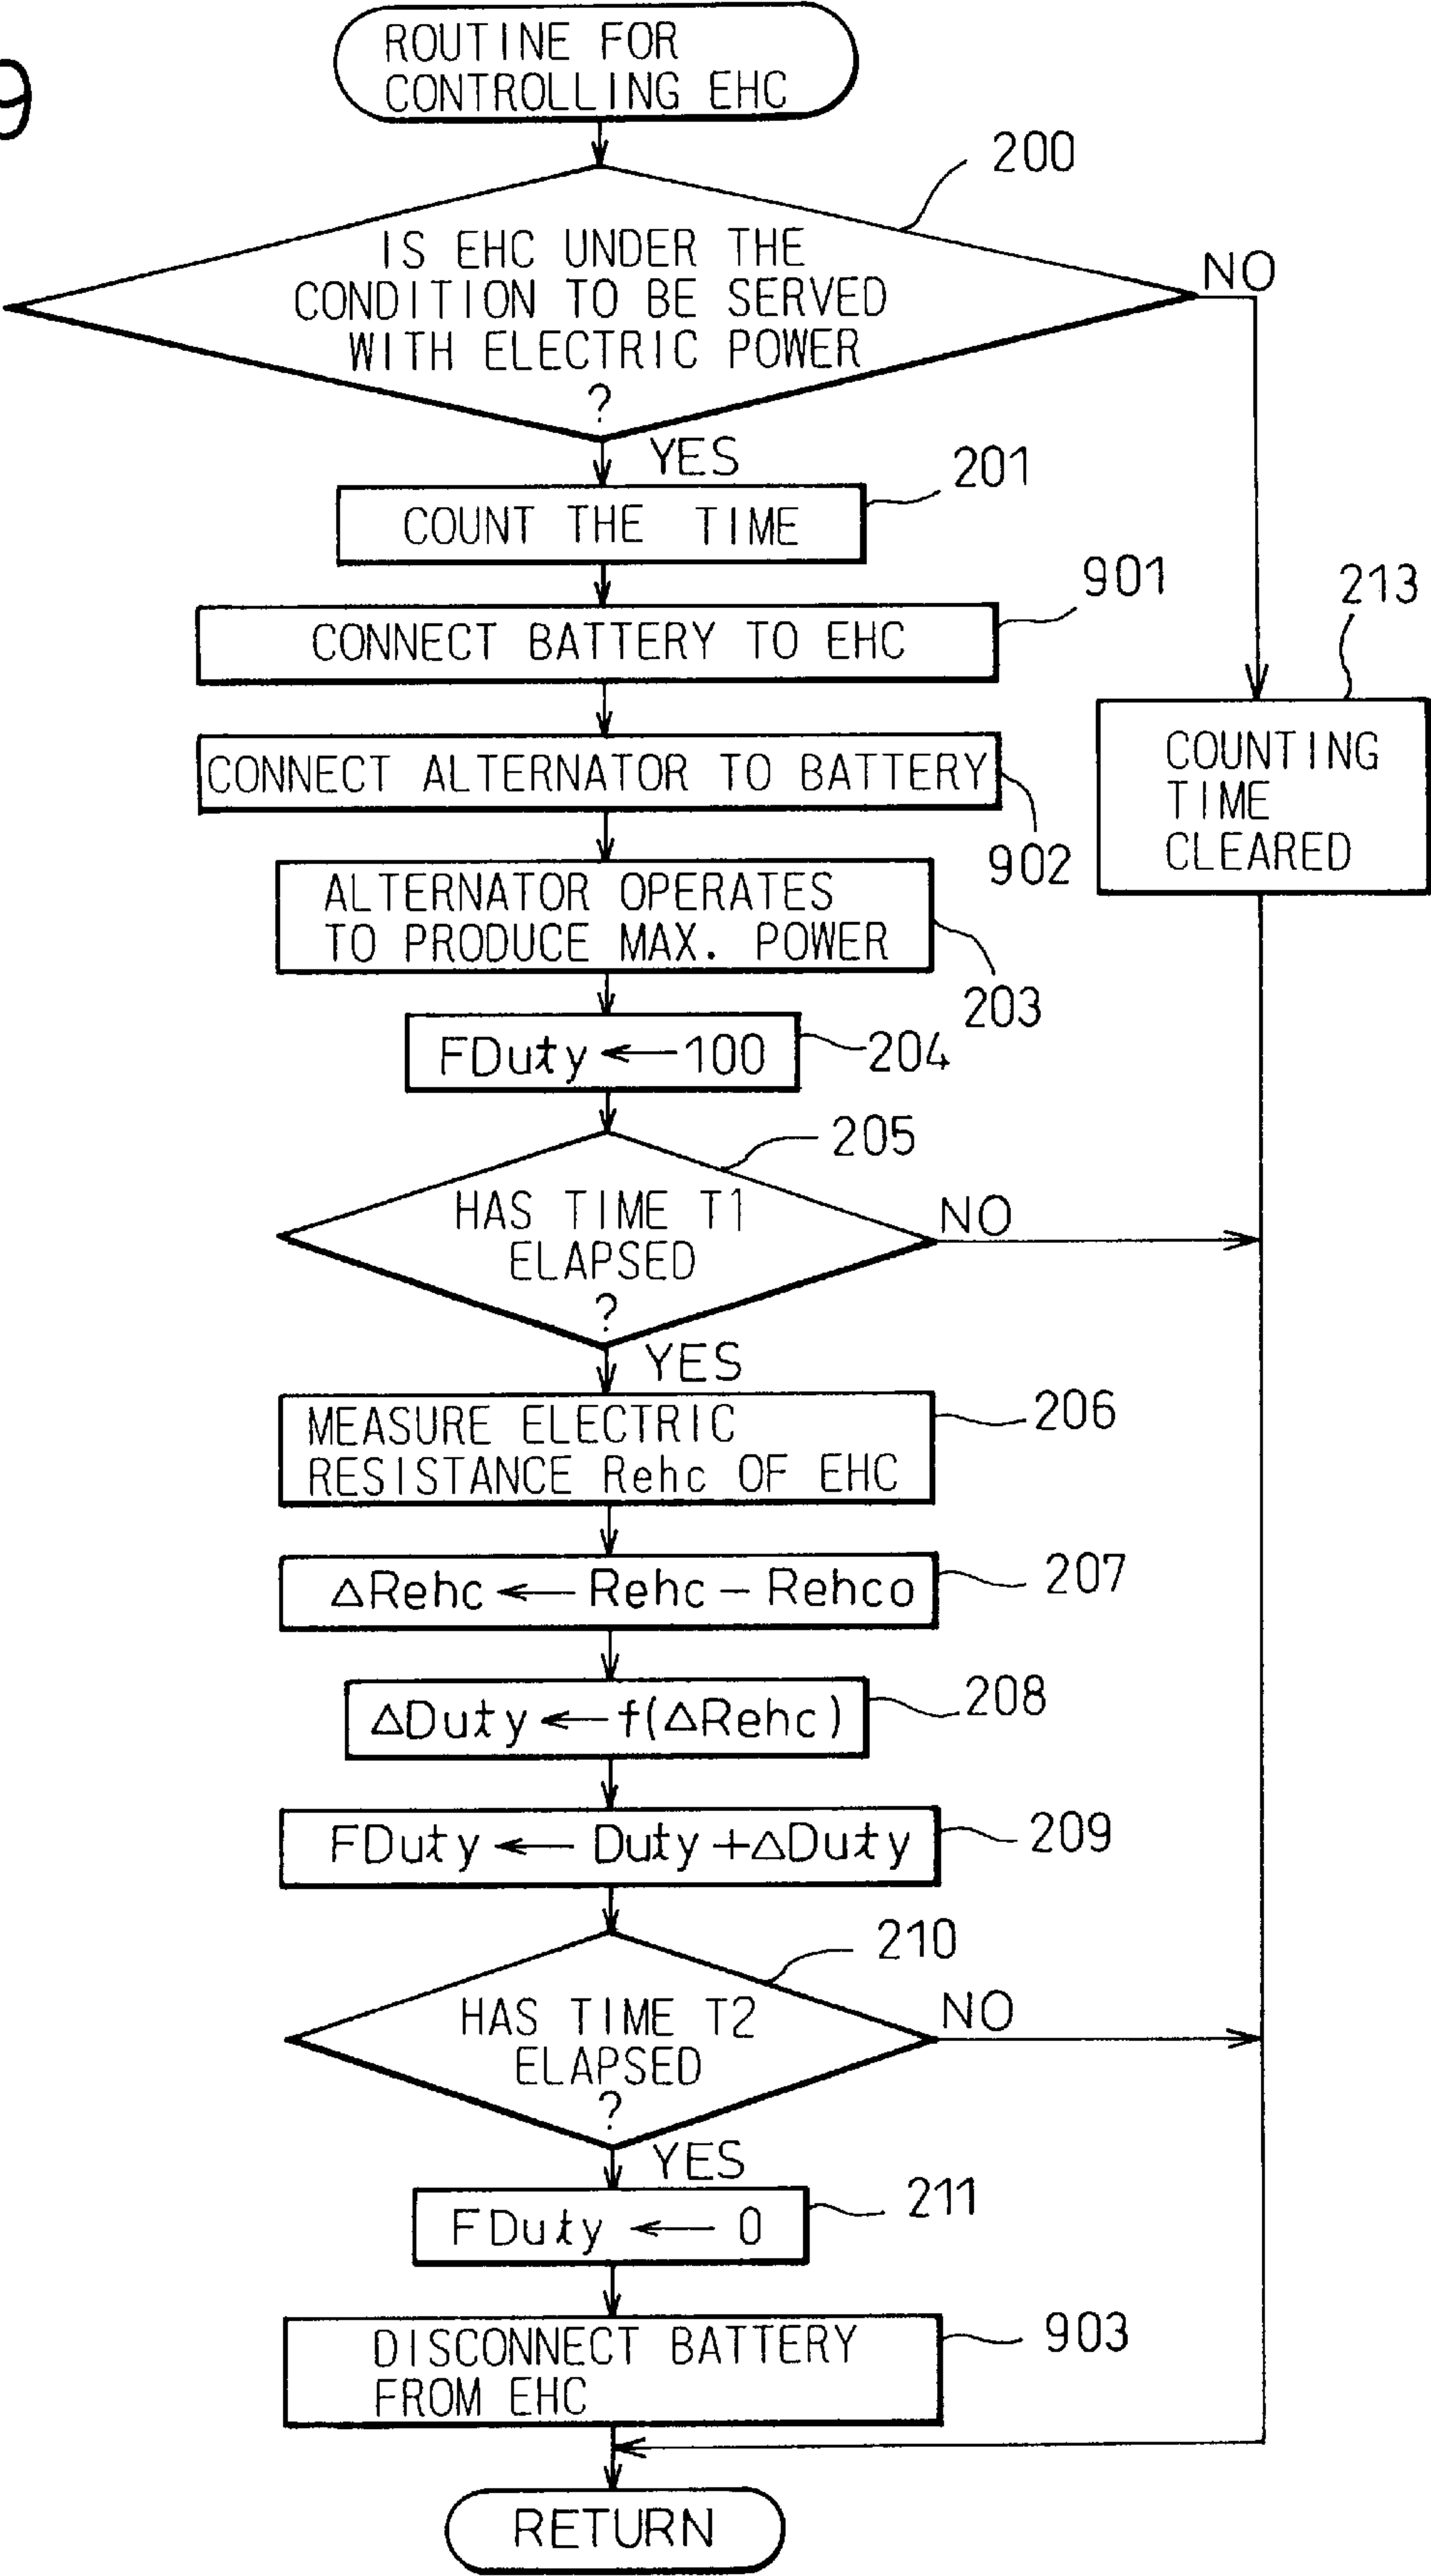 9
ROUTINE FOR
CONTROLLING EHC
200
IS EHC UNDER THE
CONDITION TO BE SERVED
WITH ELECTRIC POWER
?
NO
YES
201
COUNT THE TIME
901
CONNECT BATTERY TO EHC
213
COUNTING
TIME
CLEARED
CONNECT ALTERNATOR TO BATTERY
902
ALTERNATOR OPERATES
TO PRODUCE MAX. POWER
203
FDuty ← 100
204
205
HAS TIME T1
ELAPSED
?
NO
YES
MEASURE ELECTRIC
RESISTANCE Rehc OF EHC
206
ΔRehc ← Rehc − Rehco
207
ΔDuty ← f(ΔRehc)
208
FDuty ← Duty + ΔDuty
209
210
HAS TIME T2
ELAPSED
?
NO
YES
FDuty ← 0
211
DISCONNECT BATTERY
FROM EHC
903
RETURN